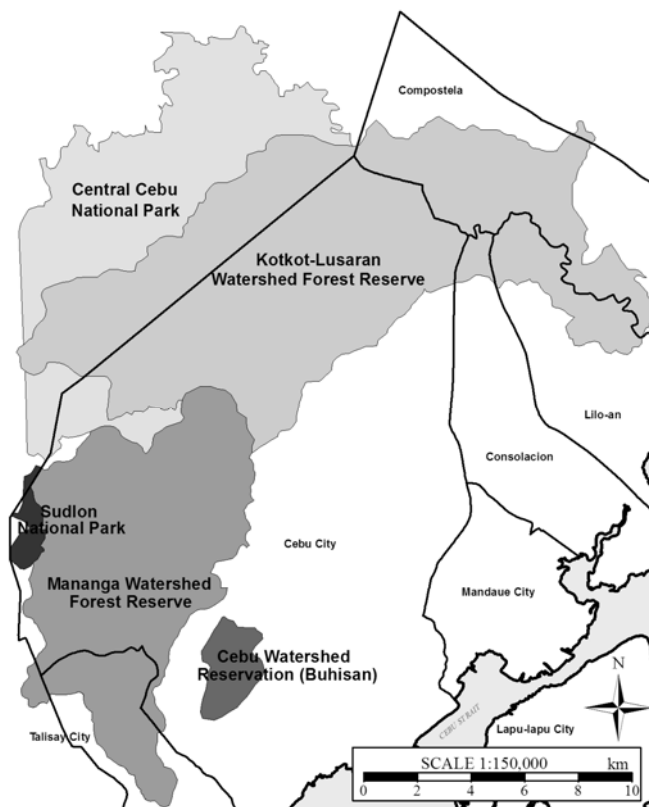 Compostela
Central Cebu
National Park
Kotkot-Lusaran
Watershed Forest Reserve
Lilo-an
Consolacion
Sudlon
National Park
Cebu City
Mananga Watershed
Forest Reserve
Mandaue City
Cebu Watershed
Reservation (Buhisan)
N
CEBU STRAIT
Lapu-lapu City
Talisay City
SCALE 1:150,000 km
0 2 4 6 8 10